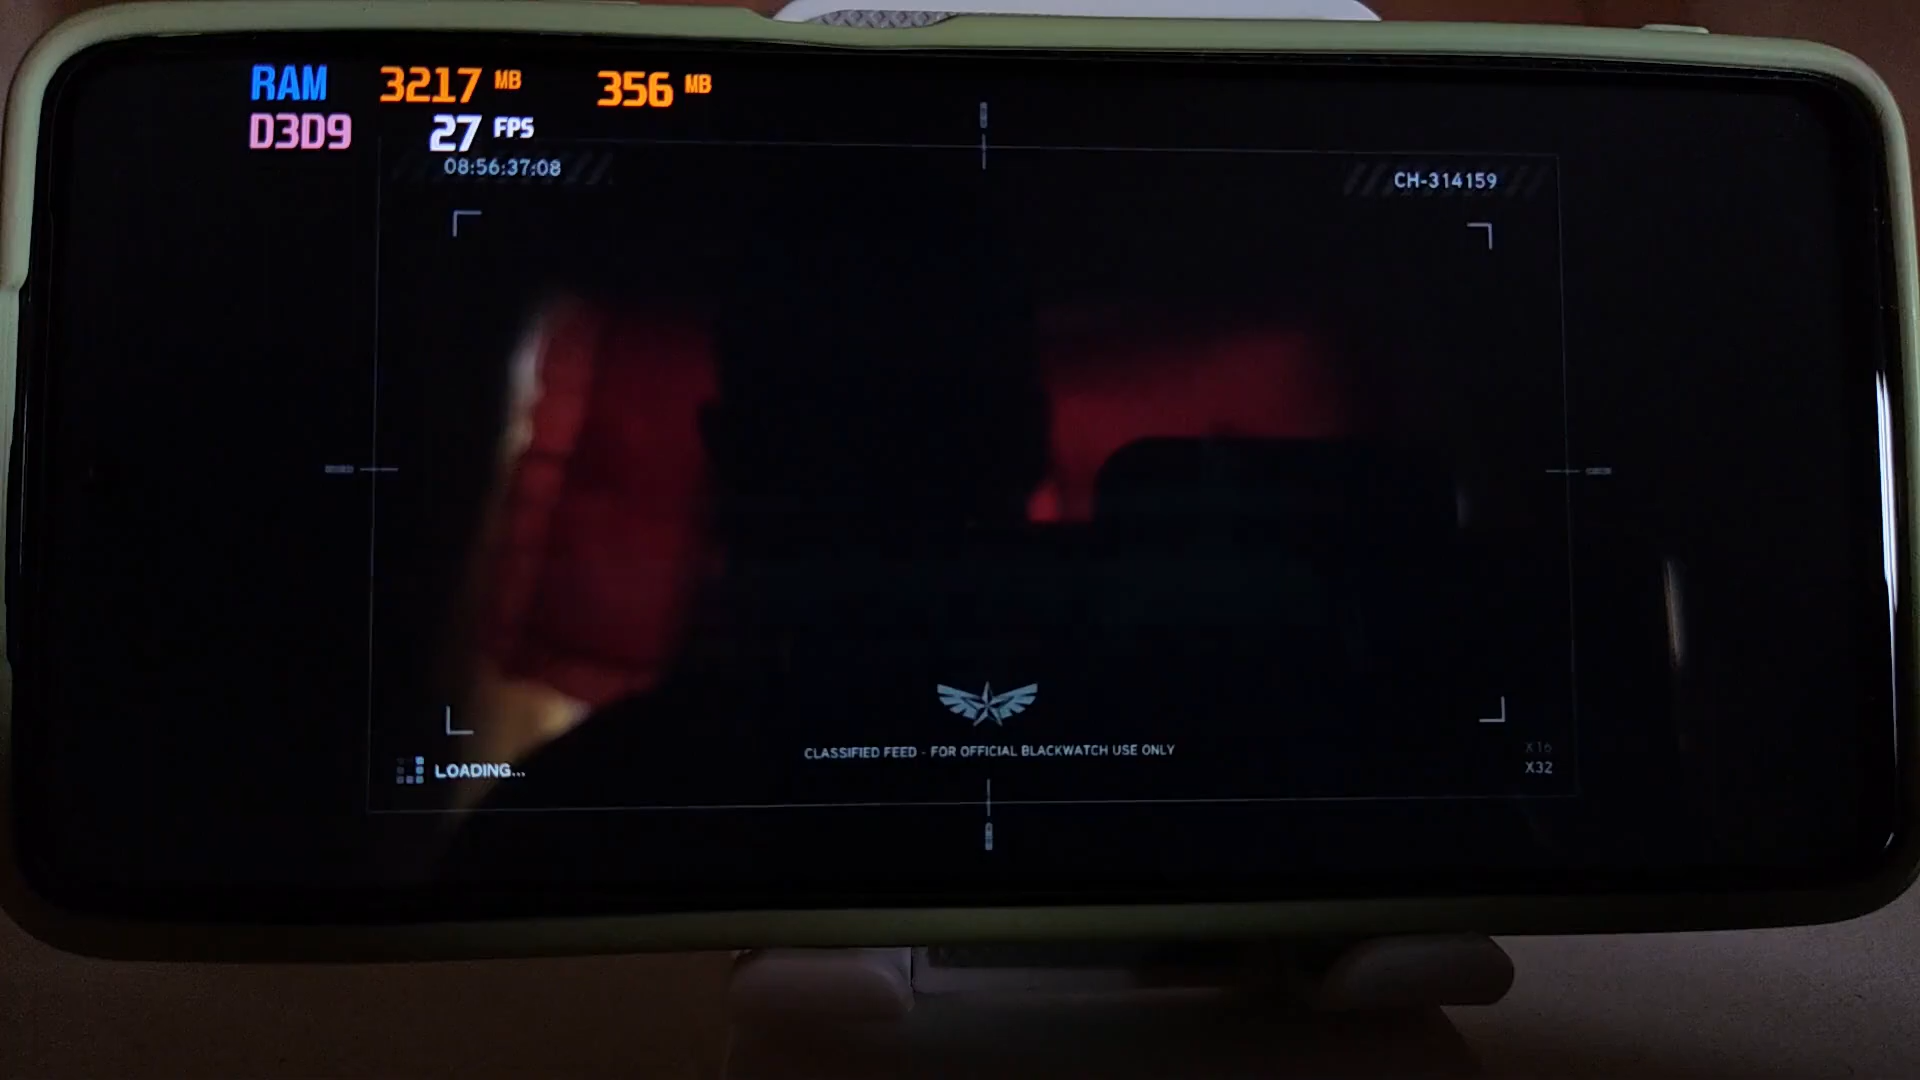 RAM 3217 MB 356 MB
D3D9 27 FPS
08:56:37:08
CH-314159
CLASSIFIED FEED - FOR OFFICIAL BLACKWATCH USE ONLY
X16
X32
LOADING...